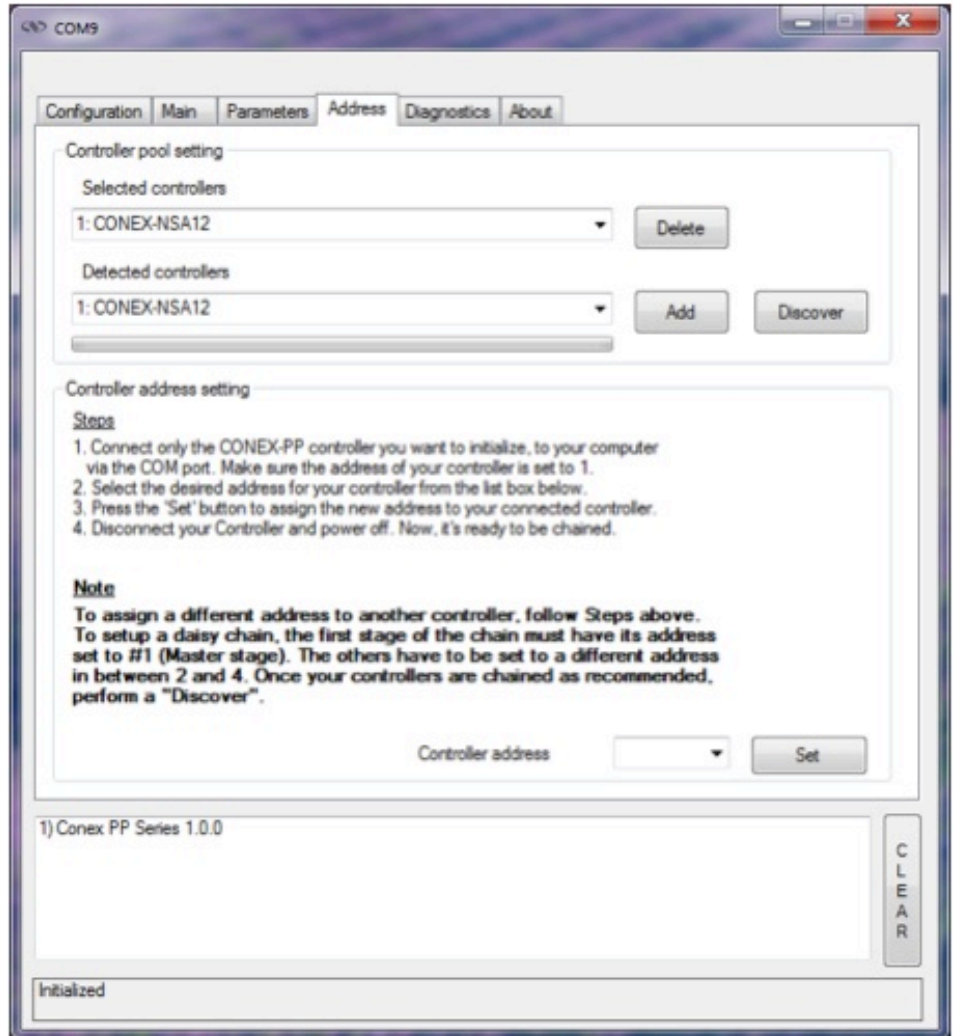 COM9
Configuration Main Parameters Address Diagnostics About
Controller pool setting
Selected controllers
1: CONEX-NSA12
Delete
Detected controllers
1: CONEX-NSA12
Add
Discover
Controller address setting
Steps
1. Connect only the CONEX-PP controller you want to initialize, to your computer
via the COM port. Make sure the address of your controller is set to 1.
2. Select the desired address for your controller from the list box below.
3. Press the 'Set' button to assign the new address to your connected controller.
4. Disconnect your Controller and power off. Now, it's ready to be chained.
Note
To assign a different address to another controller, follow Steps above.
To setup a daisy chain, the first stage of the chain must have its address
set to #1 (Master stage). The others have to be set to a different address
in between 2 and 4. Once your controllers are chained as recommended,
perform a "Discover".
Controller address
Set
1) Conex PP Series 1.0.0
CLEAR
Initialized